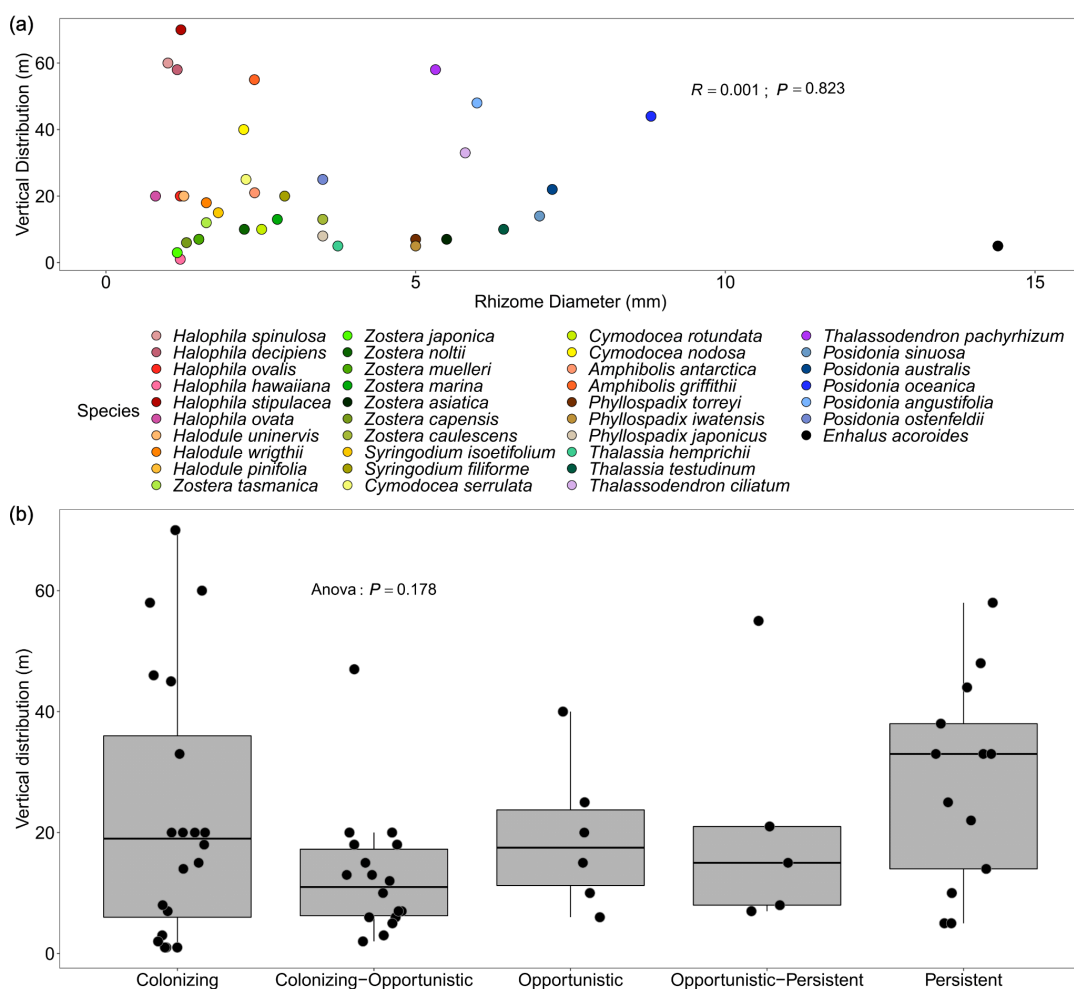 (a)
Vertical Distribution (m)
60
40
20
0
R = 0.001 ; P = 0.823
0 5 10 15
Rhizome Diameter (mm)
Species
Halophila spinulosa
Halophila decipiens
Halophila ovalis
Halophila hawaiiana
Halophila stipulacea
Halophila ovata
Halodule uninervis
Halodule wrigthii
Halodule pinifolia
Zostera tasmanica
Zostera japonica
Zostera noltii
Zostera muelleri
Zostera marina
Zostera asiatica
Zostera capensis
Zostera caulescens
Syringodium isoetifolium
Syringodium filiforme
Cymodocea serrulata
Cymodocea rotundata
Cymodocea nodosa
Amphibolis antarctica
Amphibolis griffithii
Phyllospadix torreyi
Phyllospadix iwatensis
Phyllospadix japonicus
Thalassia hemprichii
Thalassia testudinum
Thalassodendron ciliatum
Thalassodendron pachyrhizum
Posidonia sinuosa
Posidonia australis
Posidonia oceanica
Posidonia angustifolia
Posidonia ostenfeldii
Enhalus acoroides
(b)
Vertical distribution (m)
60
40
20
0
Anova : P = 0.178
Colonizing Colonizing−Opportunistic Opportunistic Opportunistic−Persistent Persistent